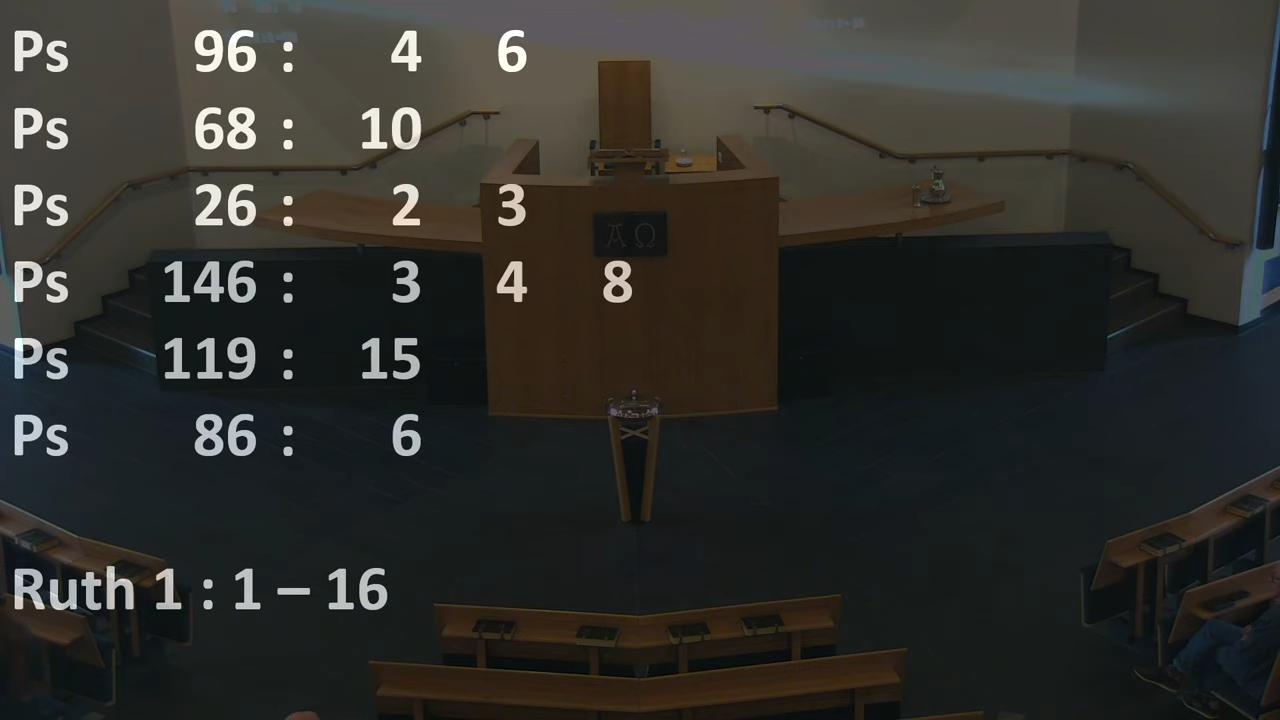 Ps 96 : 4 6
Ps 68 : 10
Ps 26 : 2 3
Α Ω
Ps 146 : 3 4 8
Ps 119 : 15
Ps 86 : 6
Ruth 1 : 1 – 16